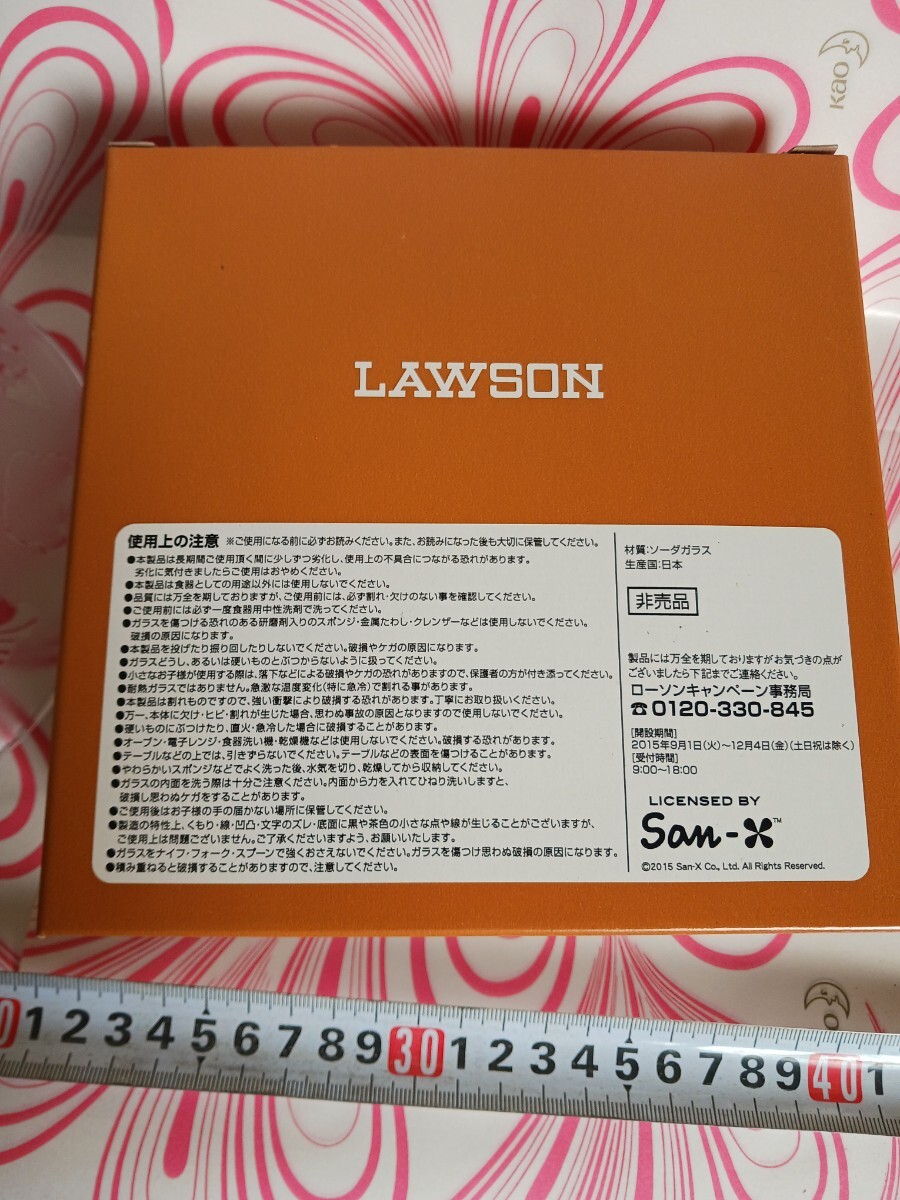 kao
LAWSON
使用上の注意 ※ご使用になる前に必ずお読みください。また、お読みになった後も大切に保管してください。
●本製品は長期間ご使用頂く間に少しずつ劣化し、使用上の不具合につながる恐れがあります。
劣化に気付きましたらご使用はおやめください。
●本製品は食器としての用途以外には使用しないでください。
●品質には万全を期しておりますが、ご使用前には、必ず割れ・欠けのない事を確認してください。
●ご使用前には必ず一度食器用中性洗剤で洗ってください。
●ガラスを傷つける恐れのある研磨剤入りのスポンジ・金属たわし・クレンザーなどは使用しないでください。
破損の原因になります。
●本製品を投げたり振り回したりしないでください。破損やケガの原因になります。
●ガラスどうし、あるいは硬いものとぶつからないように扱ってください。
●小さなお子様が使用する際は、落下などによる破損やケガの恐れがありますので、保護者の方が付き添ってください。
●耐熱ガラスではありません。急激な温度変化(特に急冷)で割れる事があります。
●本製品は割れものですので、強い衝撃により破損する恐れがあります。丁寧にお取り扱いください。
●万一、本体に欠け・ヒビ・割れが生じた場合、思わぬ事故の原因となりますので使用しないでください。
●硬いものにぶつけたり、直火・急冷した場合に破損することがあります。
●オーブン・電子レンジ・食器洗い機・乾燥機などは使用しないでください。破損する恐れがあります。
●テーブルなどの上では、引きずらないでください。テーブルなどの表面を傷つけることがあります。
●やわらかいスポンジなどでよく洗った後、水気を切り、乾燥してから収納してください。
●ガラスの内面を洗う際は十分ご注意ください。内面から力を入れてひねり洗いしますと、
破損し思わぬケガをすることがあります。
●ご使用後はお子様の手の届かない場所に保管してください。
●製造の特性上、くもり・線・凹凸・文字のズレ・底面に黒や茶色の小さな点や線が生じることがございますが、
ご使用上は問題ございません。ご了承くださいますよう、お願いいたします。
●ガラスをナイフ・フォーク・スプーンで強くおさえないでください。ガラスを傷つけ思わぬ破損の原因になります。
●積み重ねると破損することがありますので、注意してください。
材質:ソーダガラス
生産国:日本
非売品
製品には万全を期しておりますがお気づきの点が
ございましたら下記までご連絡ください。
ローソンキャンペーン事務局
☎0120-330-845
[開設期間]
2015年9月1日(火)〜12月4日(金)(土日祝は除く)
[受付時間]
9:00〜18:00
LICENSED BY
San-X™
©2015 San-X Co., Ltd. All Rights Reserved.
0 1 2 3 4 5 6 7 8 9 30 1 2 3 4 5 6 7 8 9 40 1